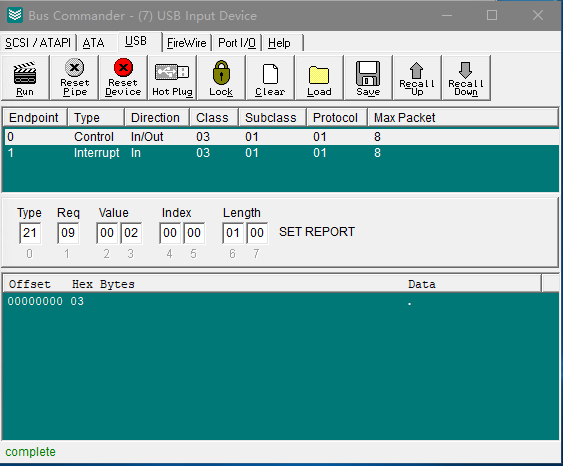 Bus Commander - (7) USB Input Device
SCSI / ATAPI ATA USB FireWire Port I/O Help
Run Reset Pipe Reset Device Hot Plug Lock Clear Load Save Recall Up Recall Down
Endpoint Type Direction Class Subclass Protocol Max Packet
0 Control In/Out 03 01 01 8
1 Interrupt In 03 01 01 8
Type Req Value Index Length
21 09 00 02 00 00 01 00 SET REPORT
0 1 2 3 4 5 6 7
Offset Hex Bytes Data
00000000 03 .
complete